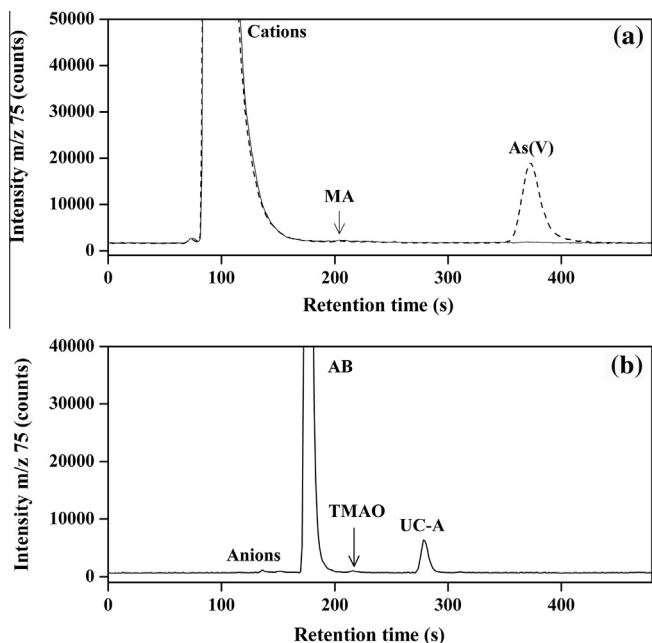 (a)
Cations
As(V)
MA
50000
40000
30000
20000
10000
0
Intensity m/z 75 (counts)
0 100 200 300 400
Retention time (s)
(b)
AB
TMAO
UC-A
Anions
40000
30000
20000
10000
0
Intensity m/z 75 (counts)
0 100 200 300 400
Retention time (s)